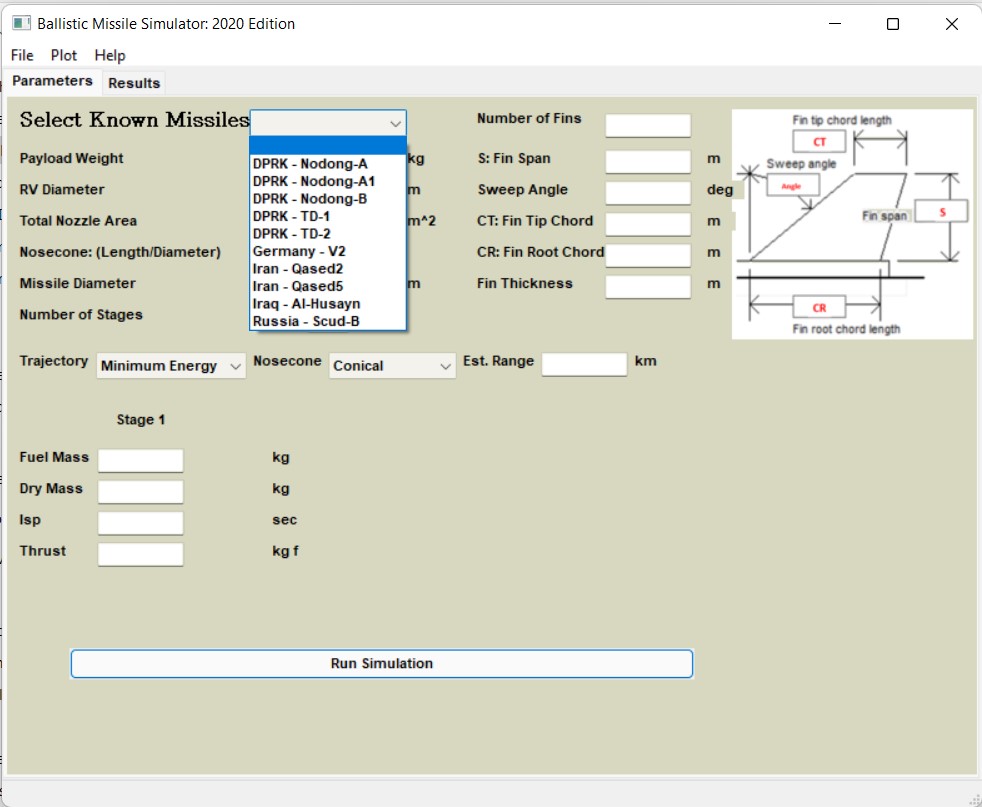 Ballistic Missile Simulator: 2020 Edition
File Plot Help
Parameters Results
Select Known Missiles
DPRK - Nodong-A
DPRK - Nodong-A1
DPRK - Nodong-B
DPRK - TD-1
DPRK - TD-2
Germany - V2
Iran - Qased2
Iran - Qased5
Iraq - Al-Husayn
Russia - Scud-B
Payload Weight kg
RV Diameter m
Total Nozzle Area m^2
Nosecone: (Length/Diameter)
Missile Diameter m
Number of Stages
Number of Fins
S: Fin Span m
Sweep Angle deg
CT: Fin Tip Chord m
CR: Fin Root Chord m
Fin Thickness m
Fin tip chord length
CT
Sweep angle
Angle
Fin span S
CR
Fin root chord length
Trajectory Minimum Energy Nosecone Conical Est. Range km
Stage 1
Fuel Mass kg
Dry Mass kg
Isp sec
Thrust kg f
Run Simulation